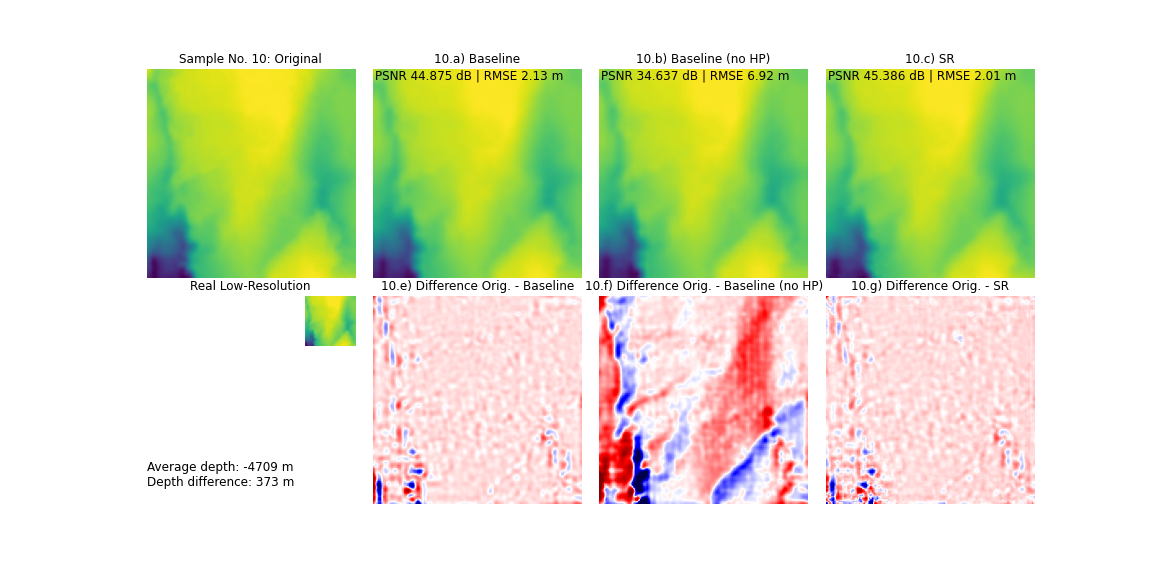 Sample No. 10: Original
10.a) Baseline
10.b) Baseline (no HP)
10.c) SR
PSNR 44.875 dB | RMSE 2.13 m
PSNR 34.637 dB | RMSE 6.92 m
PSNR 45.386 dB | RMSE 2.01 m
Real Low-Resolution
10.e) Difference Orig. - Baseline
10.f) Difference Orig. - Baseline (no HP)
10.g) Difference Orig. - SR
Average depth: -4709 m
Depth difference: 373 m